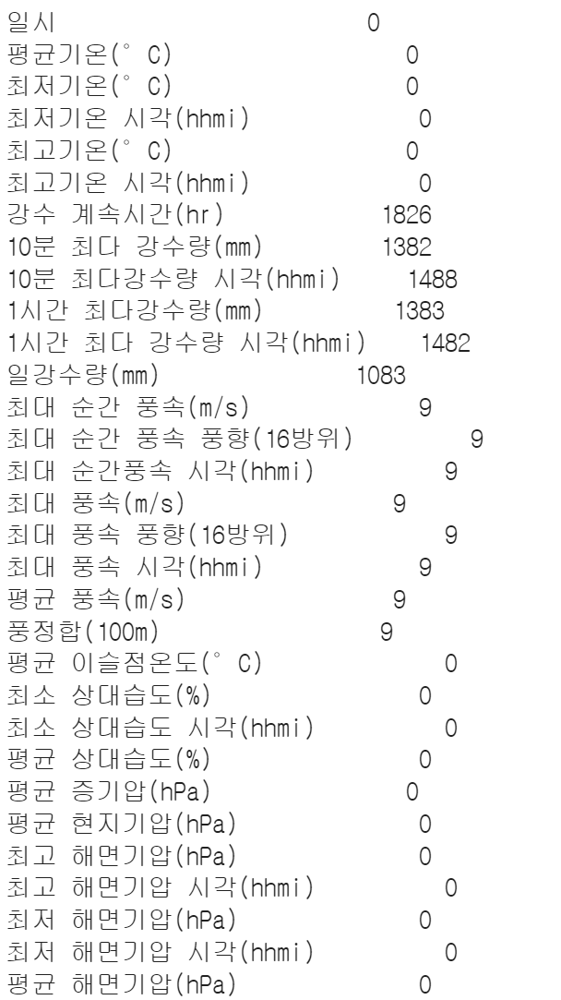 일시 0
평균기온(°C) 0
최저기온(°C) 0
최저기온 시각(hhmi) 0
최고기온(°C) 0
최고기온 시각(hhmi) 0
강수 계속시간(hr) 1826
10분 최다 강수량(mm) 1382
10분 최다강수량 시각(hhmi) 1488
1시간 최다강수량(mm) 1383
1시간 최다 강수량 시각(hhmi) 1482
일강수량(mm) 1083
최대 순간 풍속(m/s) 9
최대 순간 풍속 풍향(16방위) 9
최대 순간풍속 시각(hhmi) 9
최대 풍속(m/s) 9
최대 풍속 풍향(16방위) 9
최대 풍속 시각(hhmi) 9
평균 풍속(m/s) 9
풍정합(100m) 9
평균 이슬점온도(°C) 0
최소 상대습도(%) 0
최소 상대습도 시각(hhmi) 0
평균 상대습도(%) 0
평균 증기압(hPa) 0
평균 현지기압(hPa) 0
최고 해면기압(hPa) 0
최고 해면기압 시각(hhmi) 0
최저 해면기압(hPa) 0
최저 해면기압 시각(hhmi) 0
평균 해면기압(hPa) 0